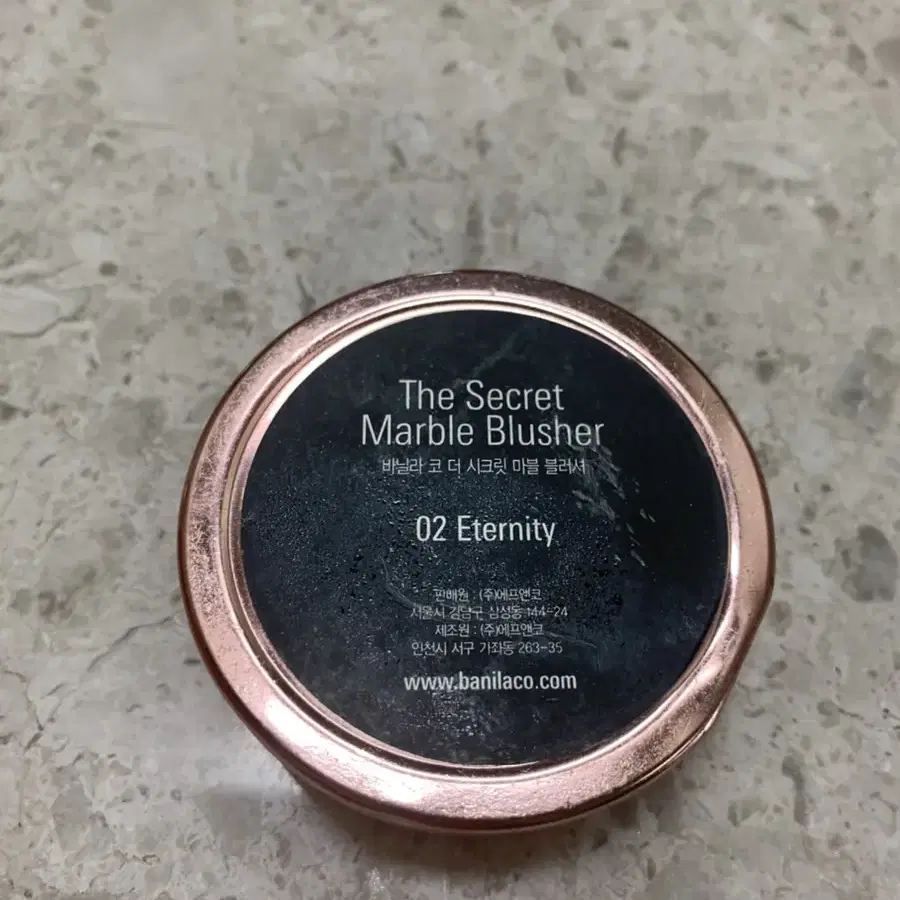 The Secret
Marble Blusher
바닐라 코 더 시크릿 마블 블러셔
02 Eternity
판매원 : (주)에프앤코
서울시 강남구 삼성동 144-24
제조원 : (주)에프앤코
인천시 서구 가좌동 263-35
www.banilaco.com